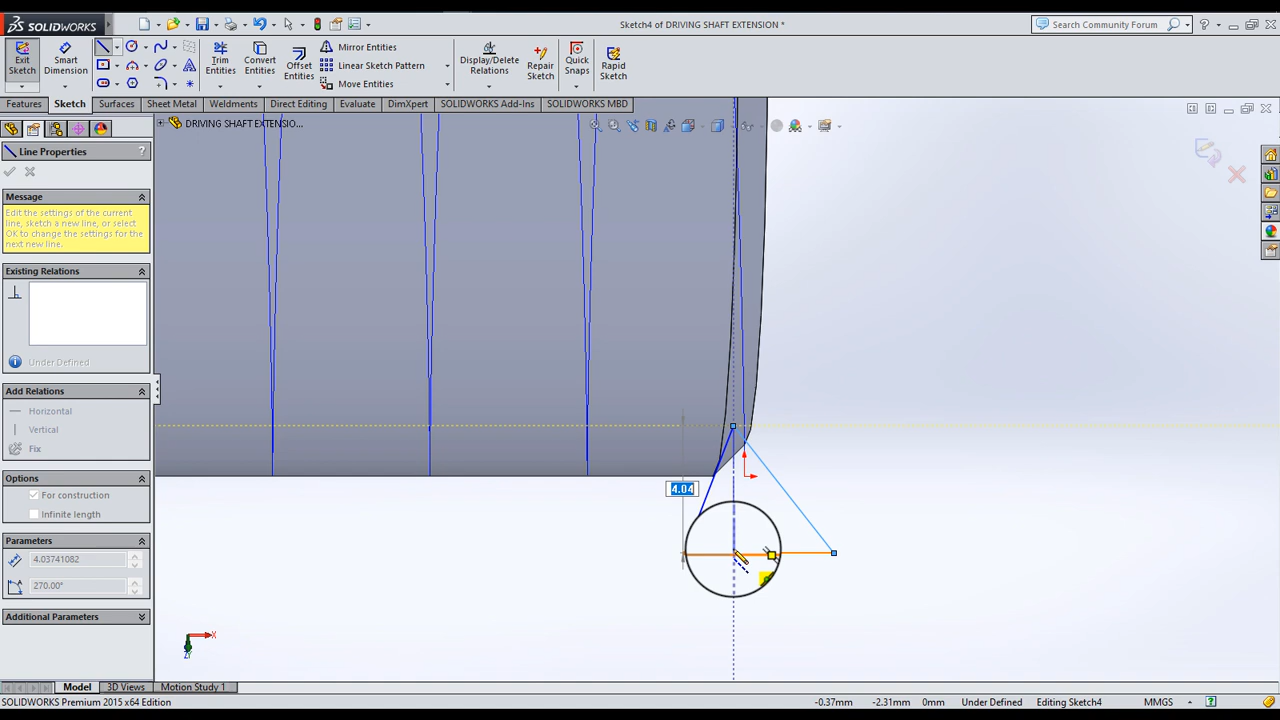 SOLIDWORKS
Sketch4 of DRIVING SHAFT EXTENSION *
Search Community Forum
Exit Sketch
Smart Dimension
Trim Entities
Convert Entities
Offset Entities
Mirror Entities
Linear Sketch Pattern
Move Entities
Display/Delete Relations
Repair Sketch
Quick Snaps
Rapid Sketch
Features
Sketch
Surfaces
Sheet Metal
Weldments
Direct Editing
Evaluate
DimXpert
SOLIDWORKS Add-Ins
SOLIDWORKS MBD
DRIVING SHAFT EXTENSIO...
Line Properties
?
Message
Edit the settings of the current
line, sketch a new line, or select
OK to change the settings for the
next new line.
Existing Relations
Under Defined
Add Relations
Horizontal
Vertical
Fix
Options
For construction
Infinite length
Parameters
4.03741082
270.00°
Additional Parameters
4.04
X
Model
3D Views
Motion Study 1
SOLIDWORKS Premium 2015 x64 Edition
-0.37mm
-2.31mm
0mm
Under Defined
Editing Sketch4
MMGS